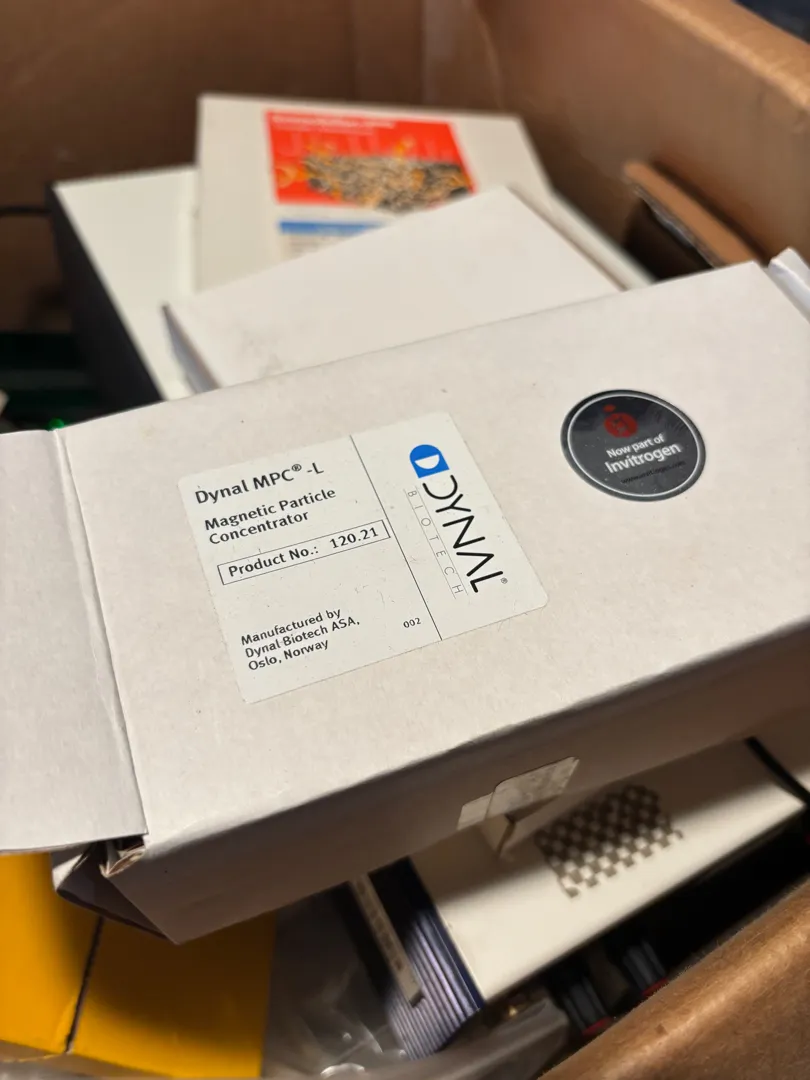 Dynal MPC® -L
Magnetic Particle
Concentrator
Product No.: 120.21
Manufactured by
Dynal Biotech ASA,
Oslo, Norway
002
DYNAL®
BIOTECH
Now part of
Invitrogen